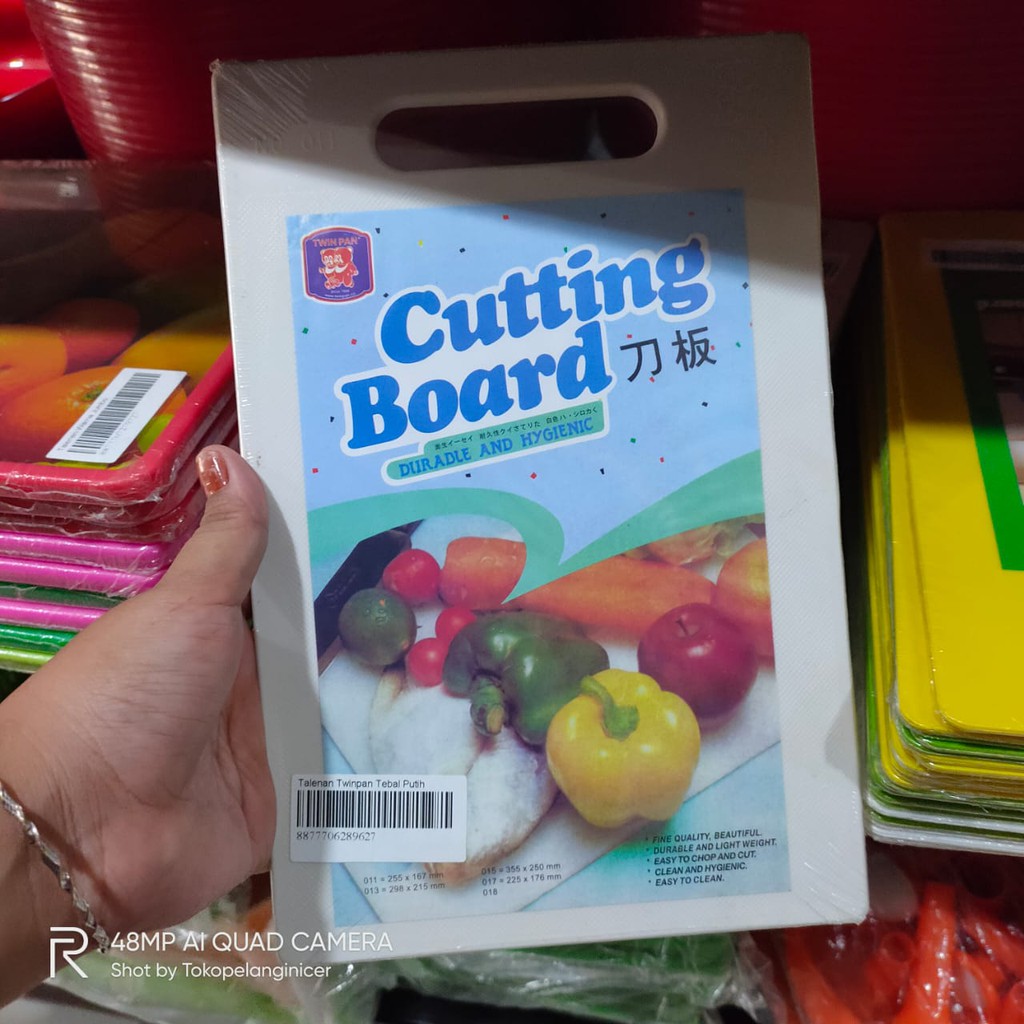 TWIN PAN
Cutting
Board 刀板
DURADLE AND HYGIENIC
Talenan Twinpan Tebal Putih
8877706289627
011 = 255 x 167 mm
013 = 298 x 215 mm
015 = 355 x 250 mm
017 = 225 x 176 mm
018
* FINE QUALITY, BEAUTIFUL.
* DURABLE AND LIGHT WEIGHT.
* EASY TO CHOP AND CUT.
* CLEAN AND HYGIENIC.
* EASY TO CLEAN.
R 48MP AI QUAD CAMERA
Shot by Tokopelanginicer